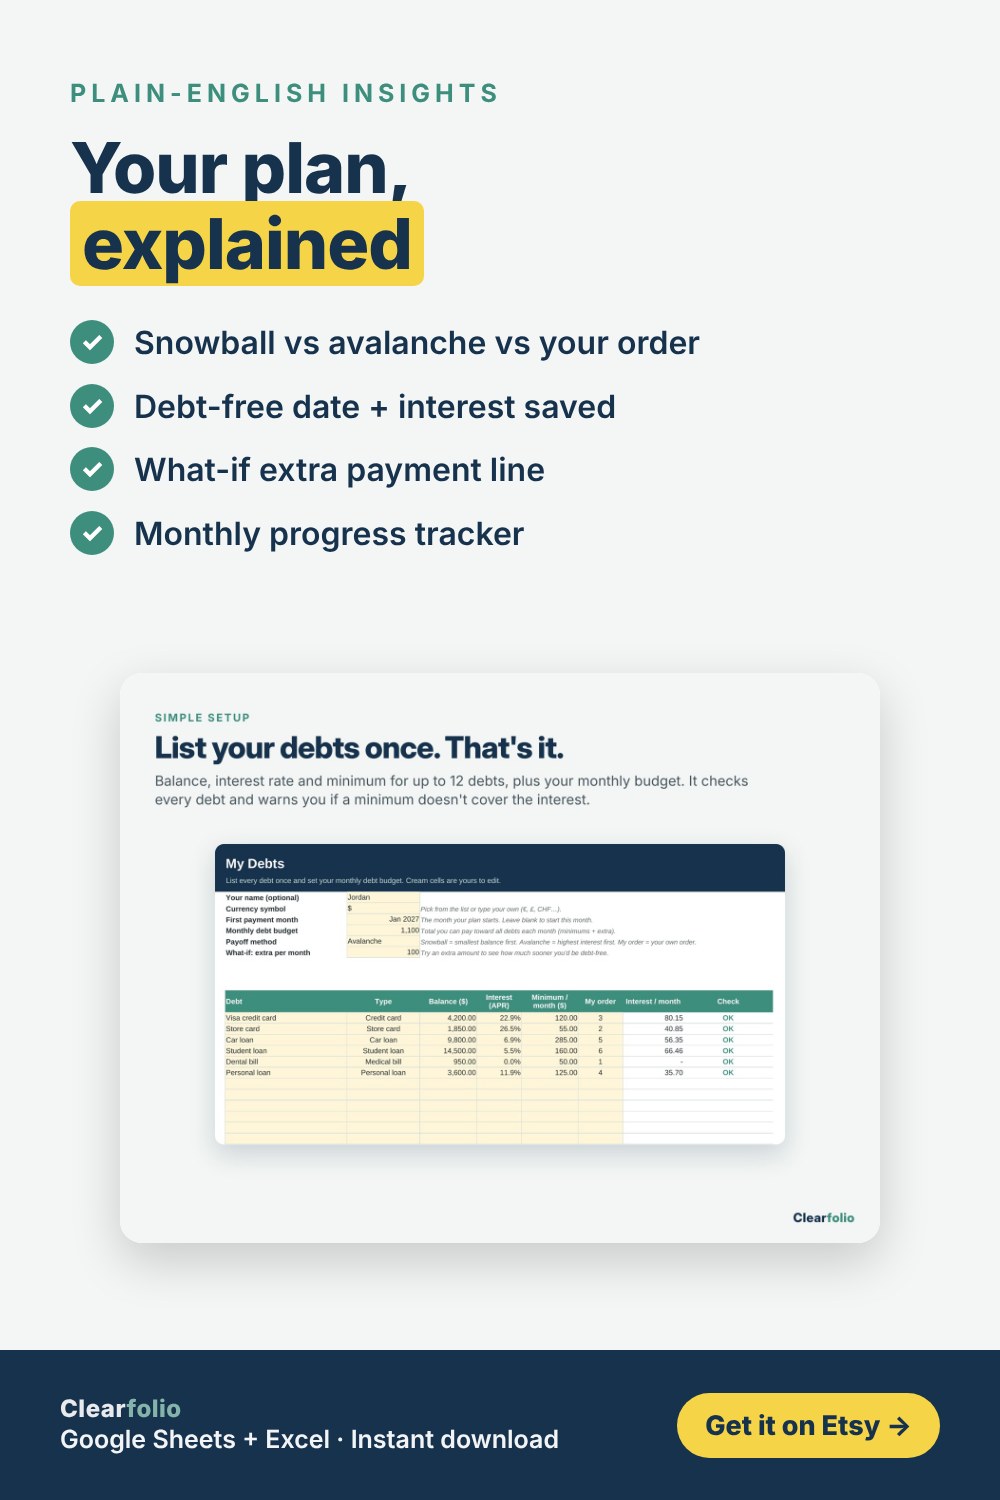 PLAIN-ENGLISH INSIGHTS
Your plan,
explained
Snowball vs avalanche vs your order
Debt-free date + interest saved
What-if extra payment line
Monthly progress tracker
SIMPLE SETUP
List your debts once. That's it.
Balance, interest rate and minimum for up to 12 debts, plus your monthly budget. It checks
every debt and warns you if a minimum doesn't cover the interest.
My Debts
List every debt once and set your monthly debt budget. Cream cells are yours to edit.
Your name (optional) Jordan
Currency symbol $ Pick from the list or type your own (€, £, CHF…).
First payment month Jan 2027 The month your plan starts. Leave blank to start this month.
Monthly debt budget 1,100 Total you can pay toward all debts each month (minimums + extra).
Payoff method Avalanche Snowball = smallest balance first. Avalanche = highest interest first. My order = your own order.
What-if: extra per month 100 Try an extra amount to see how much sooner you'd be debt-free.
Debt Type Balance ($) Interest (APR) Minimum / month ($) My order Interest / month Check
Visa credit card Credit card 4,200.00 22.9% 120.00 3 80.15 OK
Store card Store card 1,850.00 26.5% 55.00 2 40.85 OK
Car loan Car loan 9,800.00 6.9% 285.00 5 56.35 OK
Student loan Student loan 14,500.00 5.5% 160.00 6 66.46 OK
Dental bill Medical bill 950.00 0.0% 50.00 1 - OK
Personal loan Personal loan 3,600.00 11.9% 125.00 4 35.70 OK
Clearfolio
Clearfolio
Google Sheets + Excel · Instant download
Get it on Etsy →